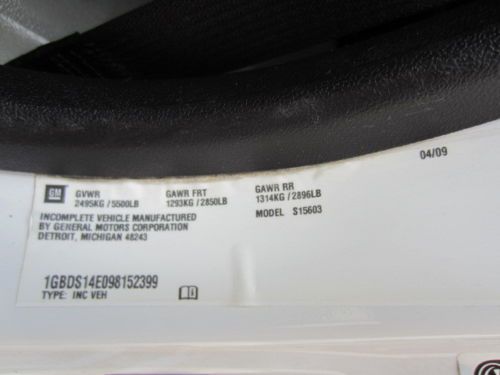 04/09
GM GVWR GAWR FRT GAWR RR
2495KG / 5500LB 1293KG / 2850LB 1314KG / 2896LB
INCOMPLETE VEHICLE MANUFACTURED MODEL S15603
BY GENERAL MOTORS CORPORATION
DETROIT, MICHIGAN 48243
1GBDS14E098152399
TYPE: INC VEH